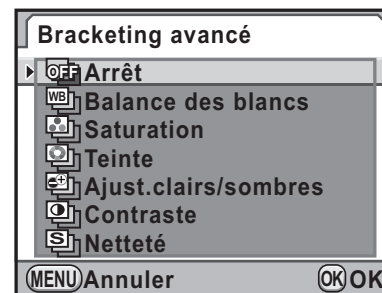 Bracketing avancé
OFF Arrêt
WB Balance des blancs
Saturation
Teinte
Ajust.clairs/sombres
Contraste
S Netteté
MENU Annuler OK OK